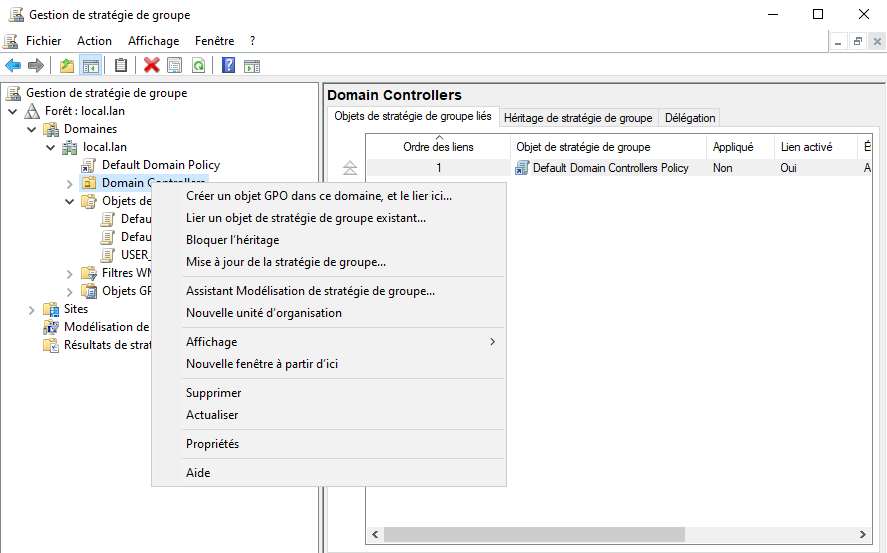 Gestion de stratégie de groupe
Fichier Action Affichage Fenêtre ?
Gestion de stratégie de groupe
Forêt : local.lan
Domaines
local.lan
Default Domain Policy
Domain Controllers
Objets de
Defau
Defau
USER_
Filtres WM
Objets GP
Sites
Modélisation de
Résultats de strat
Créer un objet GPO dans ce domaine, et le lier ici...
Lier un objet de stratégie de groupe existant...
Bloquer l'héritage
Mise à jour de la stratégie de groupe...
Assistant Modélisation de stratégie de groupe...
Nouvelle unité d'organisation
Affichage
Nouvelle fenêtre à partir d'ici
Supprimer
Actualiser
Propriétés
Aide
Domain Controllers
Objets de stratégie de groupe liés Héritage de stratégie de groupe Délégation
Ordre des liens Objet de stratégie de groupe Appliqué Lien activé É
1 Default Domain Controllers Policy Non Oui A